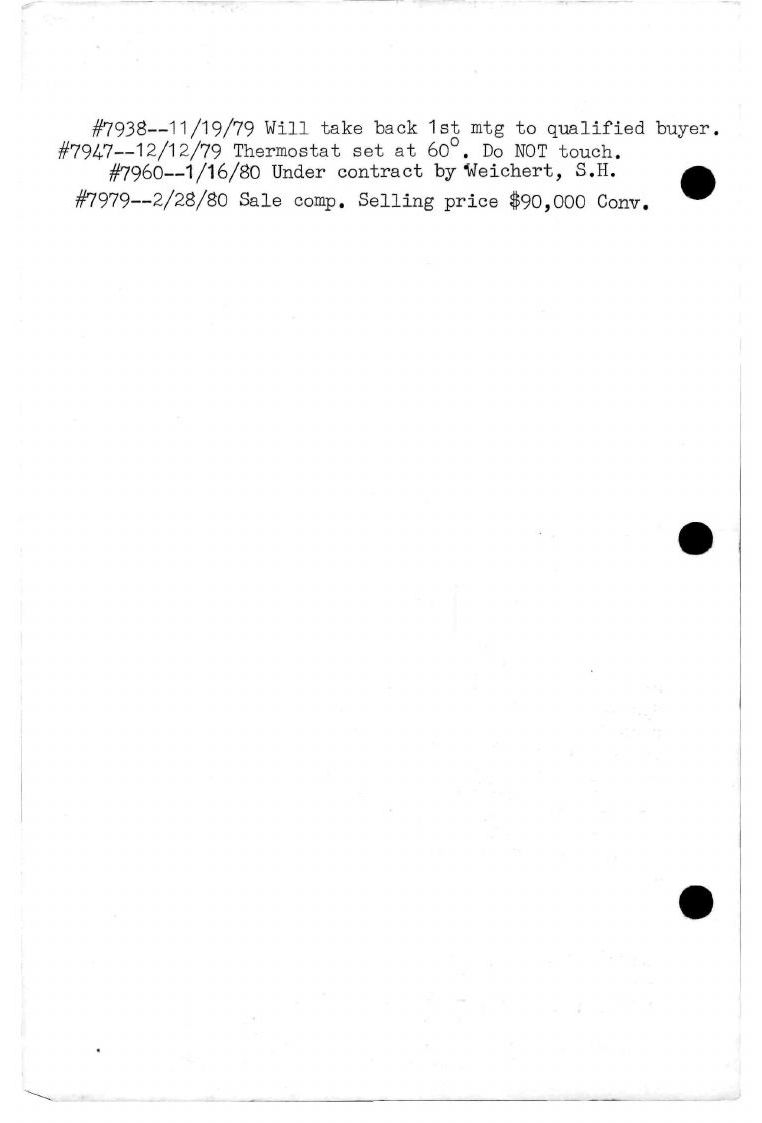 #7938--11/19/79 Will take back 1st mtg to qualified buyer.
#7947--12/12/79 Thermostat set at 60°. Do NOT touch.
#7960--1/16/80 Under contract by Weichert, S.H.
#7979--2/28/80 Sale comp. Selling price $90,000 Conv.